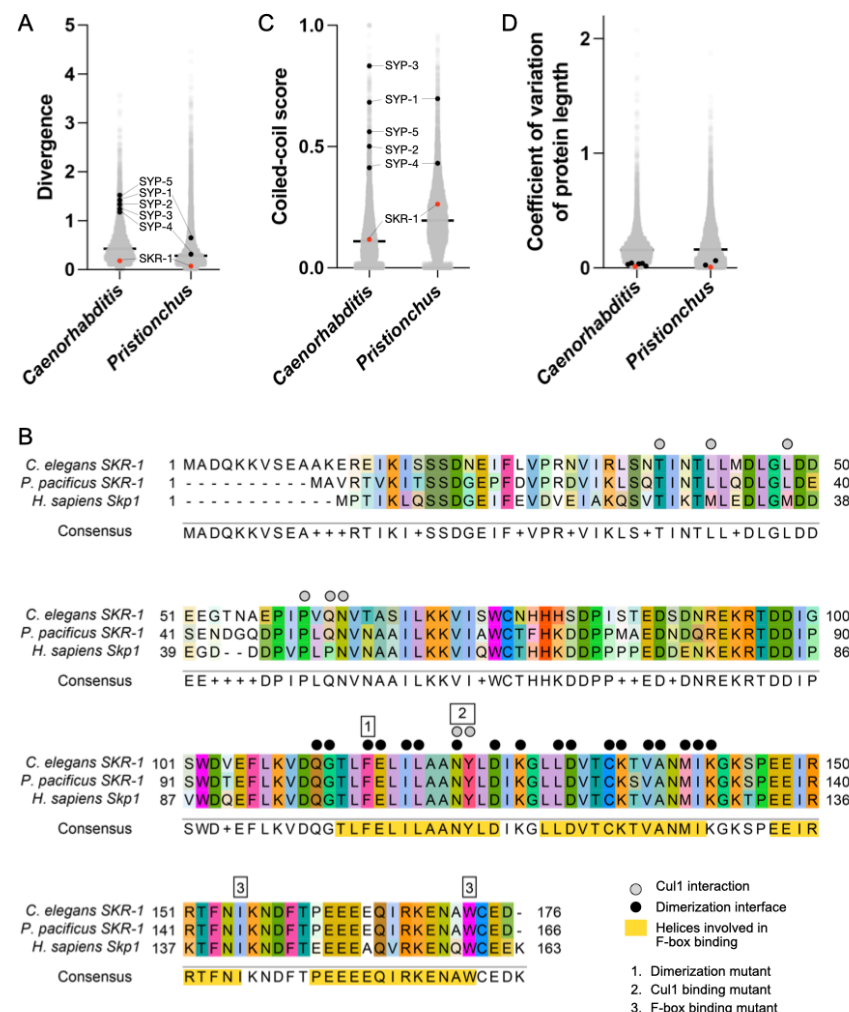 A
5
4
3
2
1
0
Divergence
SYP-5
SYP-1
SYP-2
SYP-3
SYP-4
SKR-1
Caenorhabditis
Pristionchus
C
1.0
0.5
0.0
Coiled-coil score
SYP-3
SYP-1
SYP-5
SYP-2
SYP-4
SKR-1
Caenorhabditis
Pristionchus
D
2
1
0
Coefficient of variation
of protein legnth
Caenorhabditis
Pristionchus
B
C. elegans SKR-1 1 MADQKKVSEAAKEREIKISSSDNEIFLVPRNVIRLSNTINTLLMDLGLDD 50
P. pacificus SKR-1 1 - - - - - - - - - - MAVRTVKITSSDGEPFDVPRDVIKLSNTINTLLQDLGLDE 40
H. sapiens Skp1 1 - - - - - - - - - - - - MPTIKLQSSDGEIFEVDVEIAKQSVTIKTMLEDLGMDD 38
Consensus MADQKKVSEA+++RTIKI+SSDGEIF+VPR+VIKLS+TINTLL+DLGLDD
C. elegans SKR-1 51 EEGTNAEPIPVQNVTASILKKVISWCNHHHSDPISTEDSDNREKRTDDIG 100
P. pacificus SKR-1 41 SENDGQDPIPLQNVNAAILKKVIAWCTFHKDDPPMAEDNDQREKRTDDIP 90
H. sapiens Skp1 39 EGD- -DDPVPLPNVNAAILKKVIQWCTHHKDDPPPPEDDENKEKRTDDIP 86
Consensus EE++++DPIPLQNVNAAILKKVI+WCTHHKDDPP++ED+DNREKRTDDIP
1
2
C. elegans SKR-1 101 SWDVEFLKVDQGTLFELILAANYLDIKGLLDVTCKTVANMIKGKSPEEIR 150
P. pacificus SKR-1 91 SWDTEFLKVDQGTLFELILAANYLDIKGLLDVTCKSVANMIKGKSPEEIR 140
H. sapiens Skp1 87 VWDQEFLKVDQGTLFELILAANYLDIKGLLDVTCKTVANMIKGKTPEEIR 136
Consensus SWD+EFLKVDQGTLFELILAANYLDIKGLLDVTCKTVANMIKGKSPEEIR
3
3
C. elegans SKR-1 151 RTFNIKNDFTPEEEEQIRKENAWCED- 176
P. pacificus SKR-1 141 RTFNIKNDFTPEEEEQIRKENAWCED- 166
H. sapiens Skp1 137 KTFNIKNDFTEEEEAQVRKENQWCEEK 163
Consensus RTFNIKNDFTPEEEEQIRKENAWCEDK
Cul1 interaction
Dimerization interface
Helices involved in
F-box binding
1. Dimerization mutant
2. Cul1 binding mutant
3. F-box binding mutant